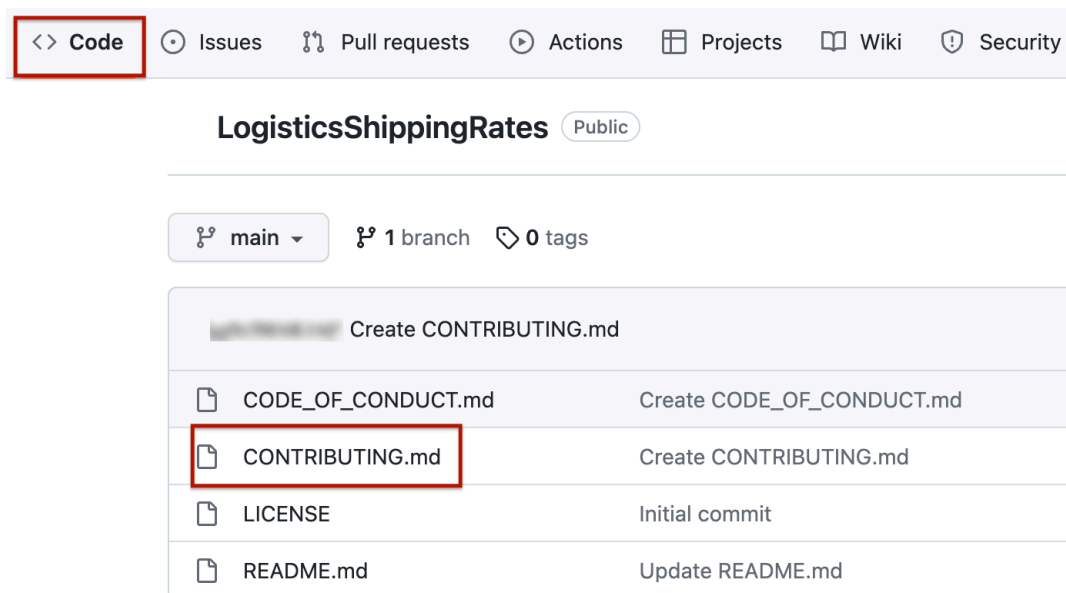 Code Issues Pull requests Actions Projects Wiki Security
LogisticsShippingRates Public
main 1 branch 0 tags
Create CONTRIBUTING.md
CODE_OF_CONDUCT.md Create CODE_OF_CONDUCT.md
CONTRIBUTING.md Create CONTRIBUTING.md
LICENSE Initial commit
README.md Update README.md